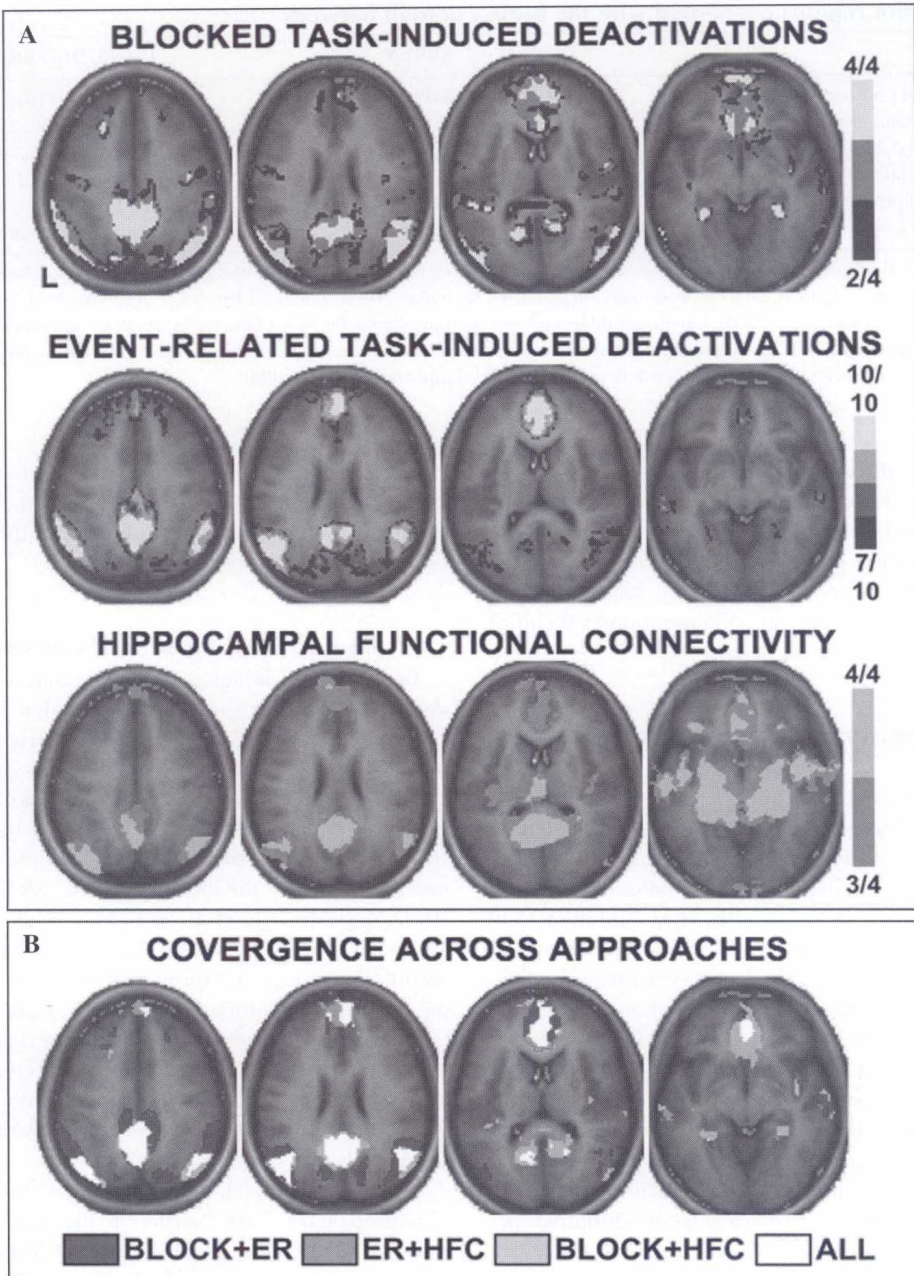 A
BLOCKED TASK-INDUCED DEACTIVATIONS
4/4
2/4
L
EVENT-RELATED TASK-INDUCED DEACTIVATIONS
10/
10
7/
10
HIPPOCAMPAL FUNCTIONAL CONNECTIVITY
4/4
3/4
B
COVERGENCE ACROSS APPROACHES
BLOCK+ER ER+HFC BLOCK+HFC ALL